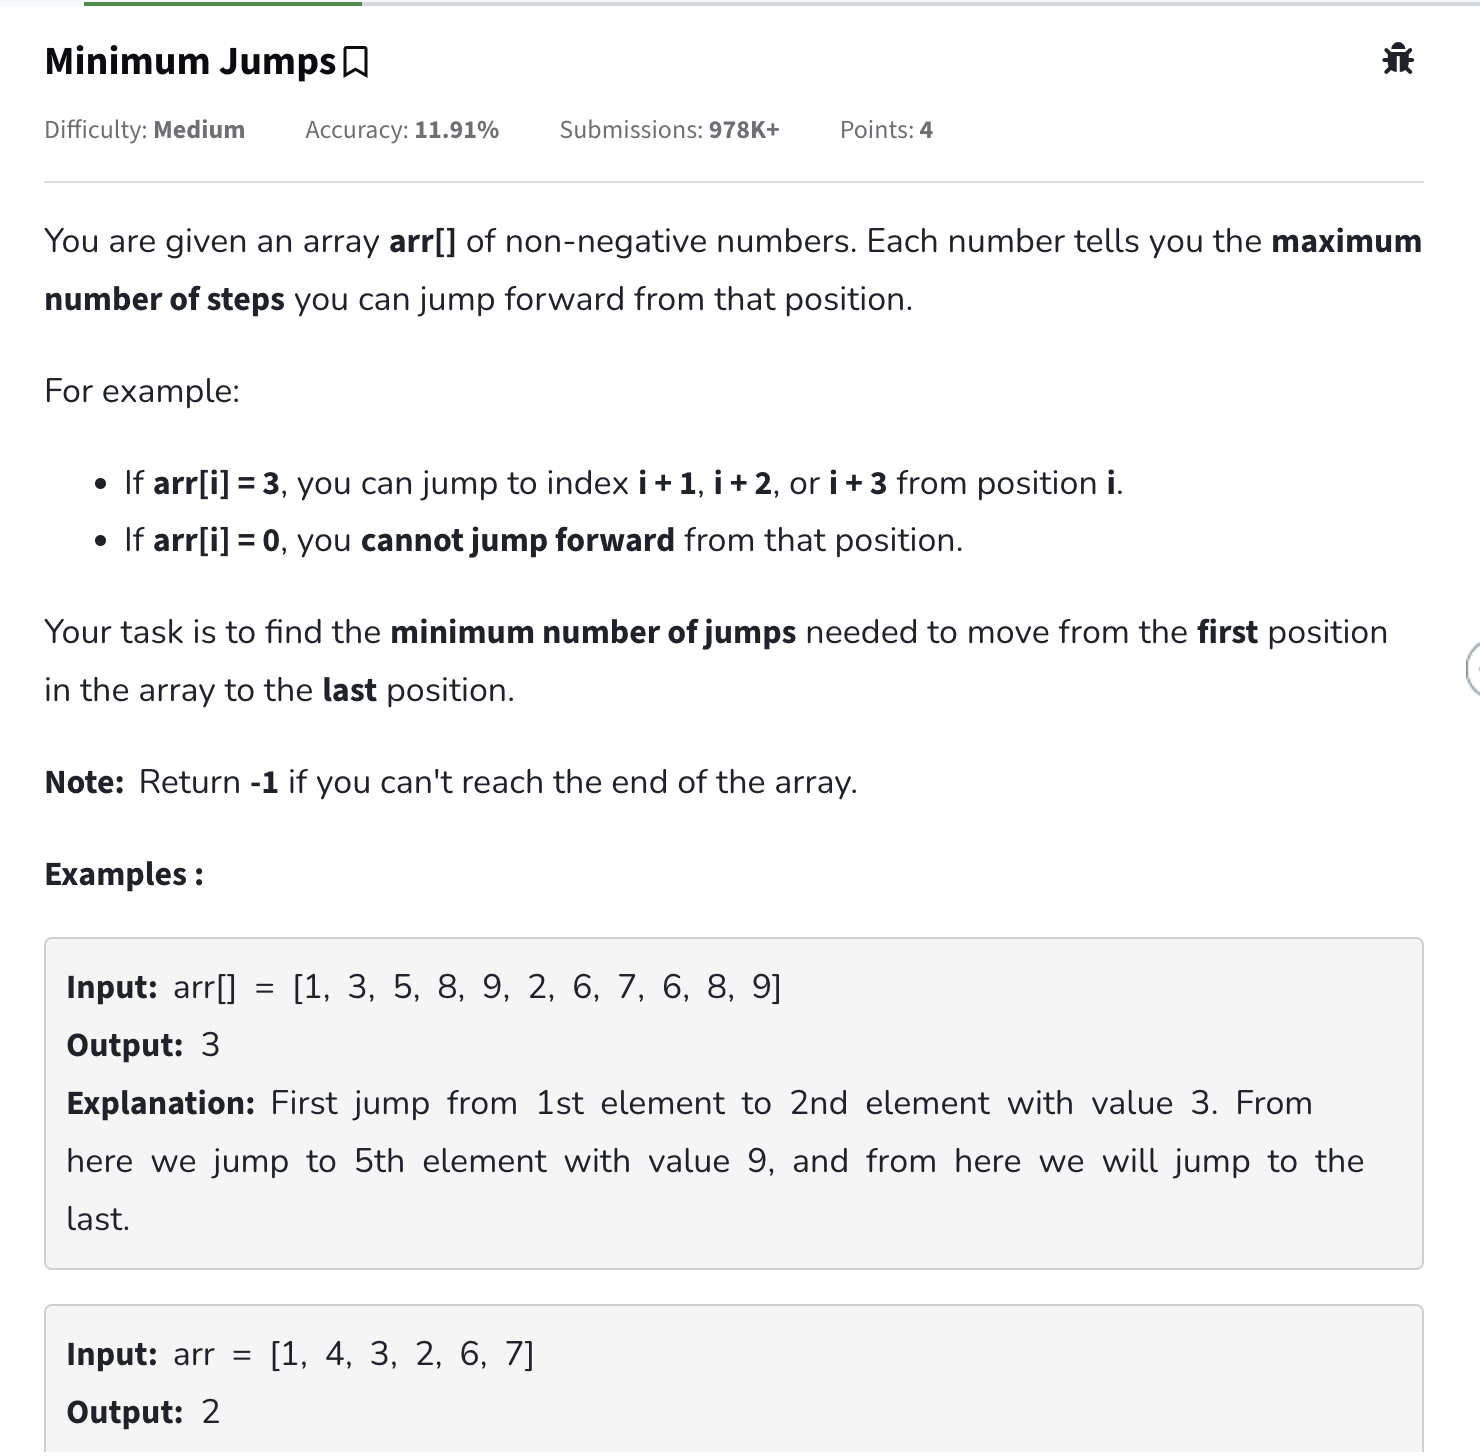 Minimum Jumps
Difficulty: Medium Accuracy: 11.91% Submissions: 978K+ Points: 4
You are given an array arr[] of non-negative numbers. Each number tells you the maximum
number of steps you can jump forward from that position.
For example:
If arr[i] = 3, you can jump to index i + 1, i + 2, or i + 3 from position i.
If arr[i] = 0, you cannot jump forward from that position.
Your task is to find the minimum number of jumps needed to move from the first position
in the array to the last position.
Note: Return -1 if you can't reach the end of the array.
Examples :
Input: arr[] = [1, 3, 5, 8, 9, 2, 6, 7, 6, 8, 9]
Output: 3
Explanation: First jump from 1st element to 2nd element with value 3. From
here we jump to 5th element with value 9, and from here we will jump to the
last.
Input: arr = [1, 4, 3, 2, 6, 7]
Output: 2